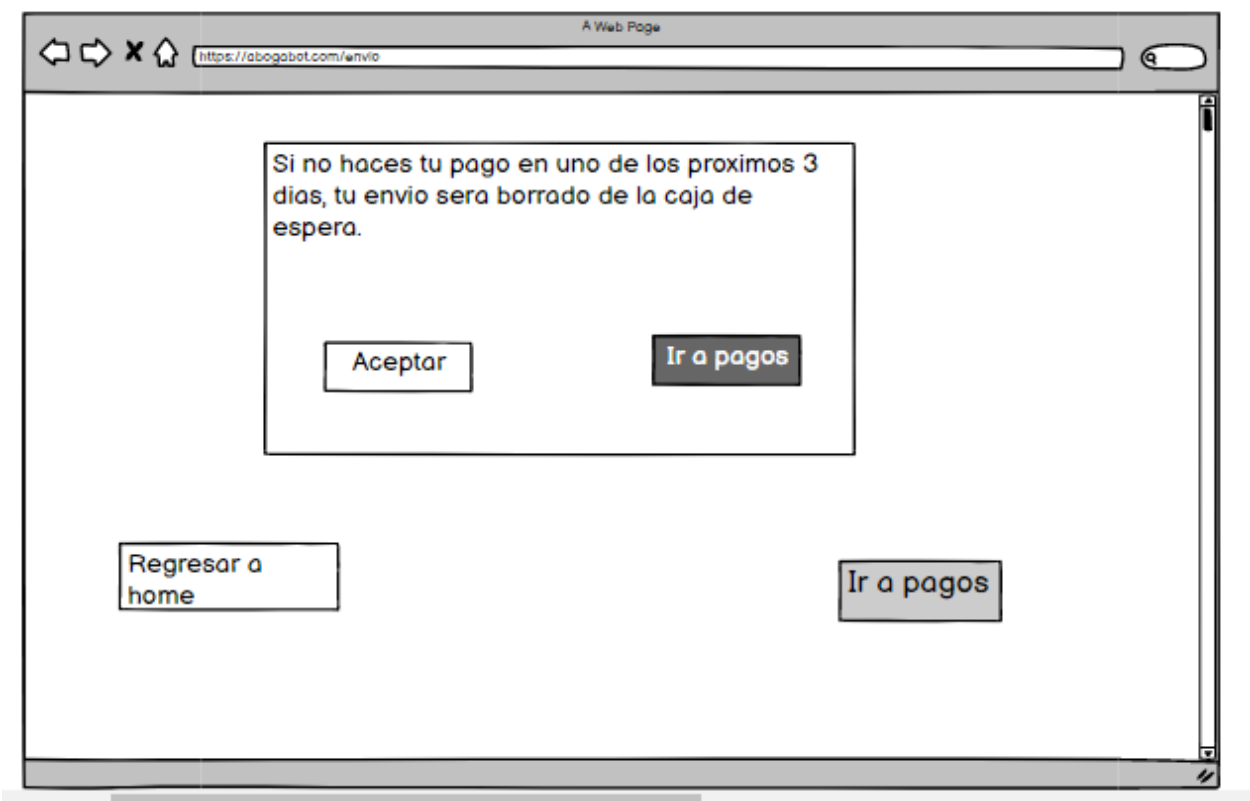 A Web Page
https://abogabot.com/envio
Si no haces tu pago en uno de los proximos 3
dias, tu envio sera borrado de la caja de
espera.
Aceptar
Ir a pagos
Regresar a
home
Ir a pagos